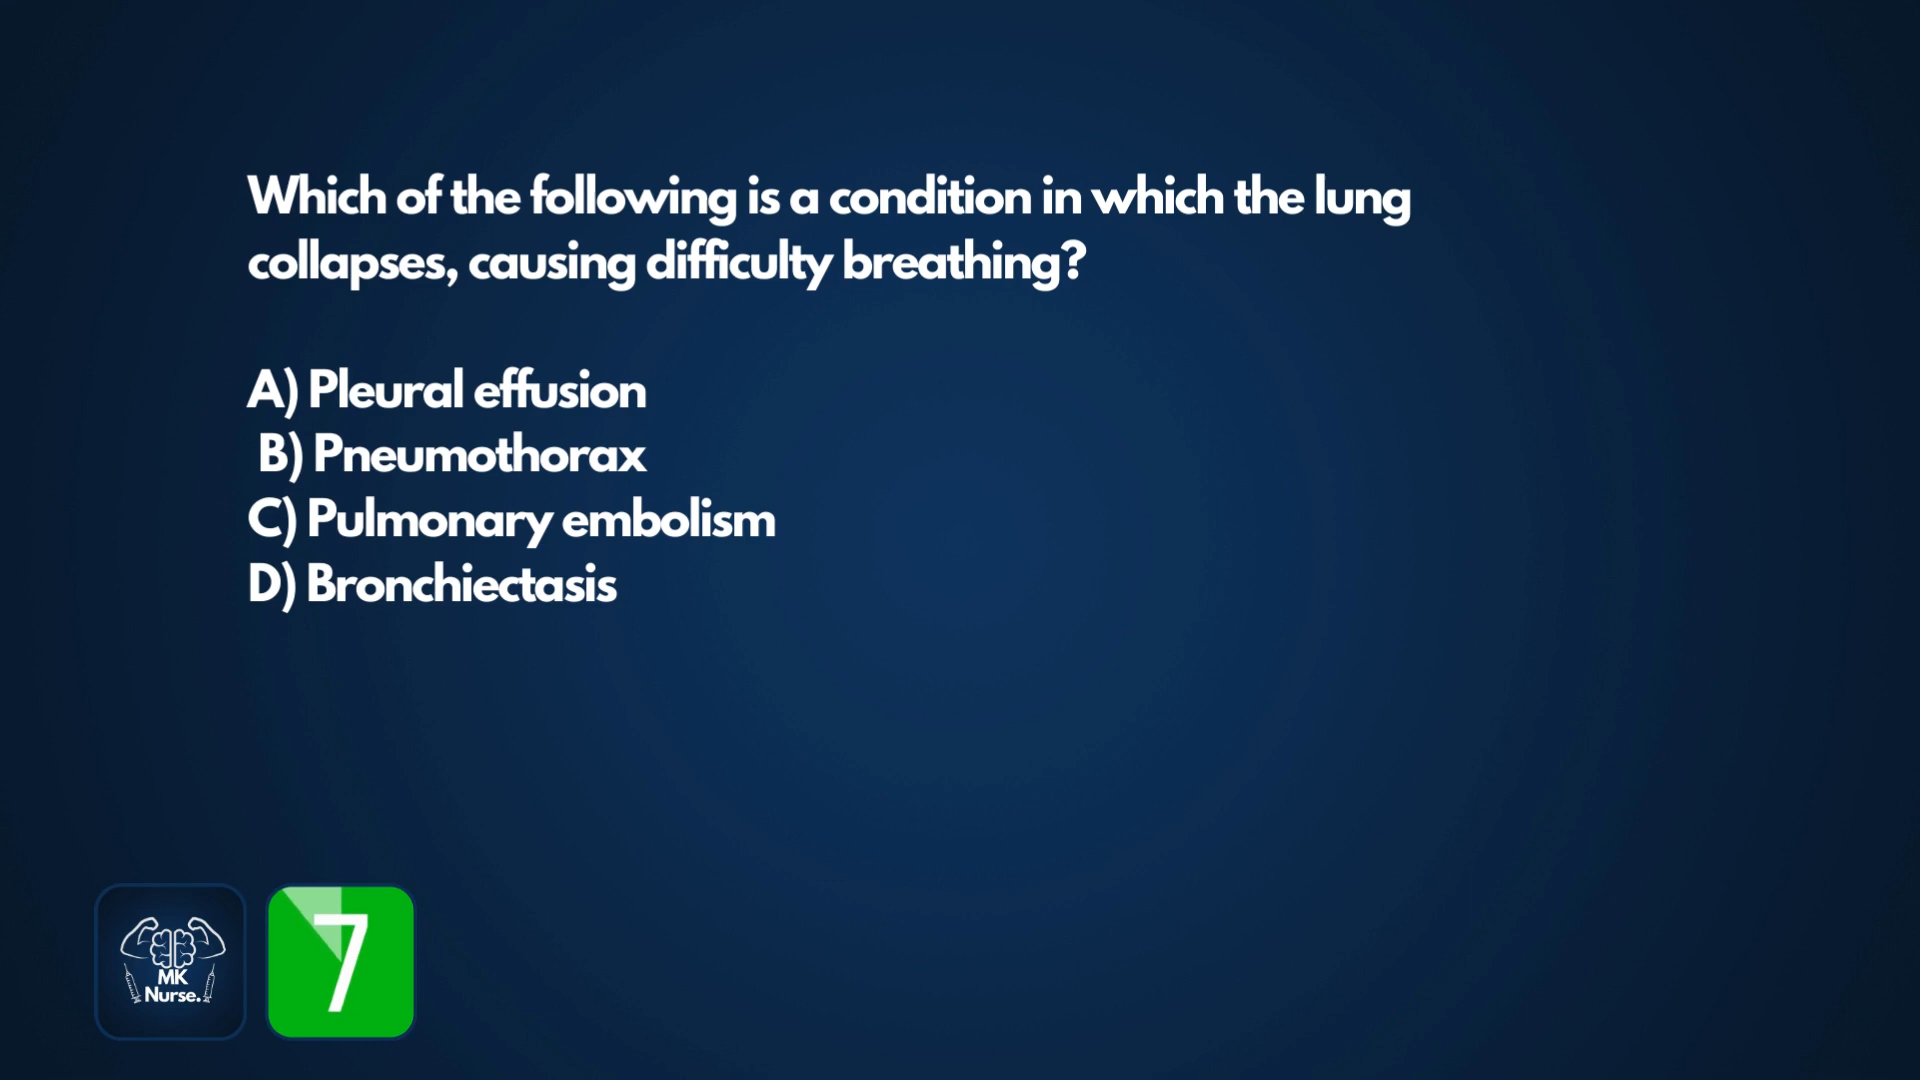 Which of the following is a condition in which the lung
collapses, causing difficulty breathing?
A) Pleural effusion
B) Pneumothorax
C) Pulmonary embolism
D) Bronchiectasis
MK
Nurse.
7